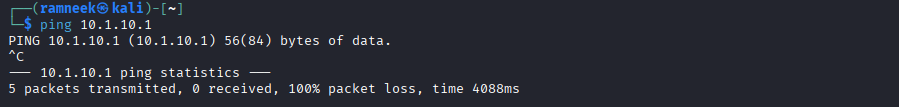 ┌──(ramneek㉿kali)-[~]
└─$ ping 10.1.10.1
PING 10.1.10.1 (10.1.10.1) 56(84) bytes of data.
^C
--- 10.1.10.1 ping statistics ---
5 packets transmitted, 0 received, 100% packet loss, time 4088ms